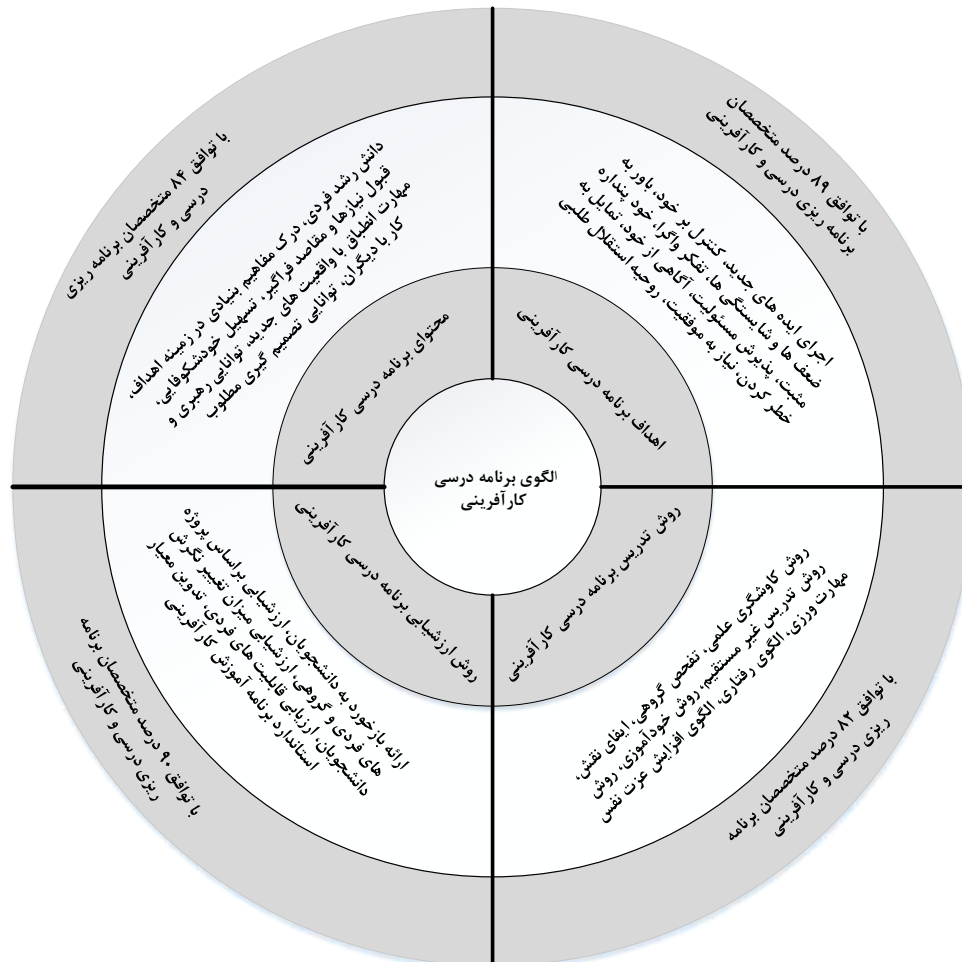 الگوی برنامه درسی
کارآفرینی
اهداف برنامه درسی کارآفرینی
اجرای ایده های جدید، کنترل بر خود، باور به
ضعف ها و شایستگی ها، تفکر واگرا، خود پنداره
مثبت، پذیرش مسئولیت، آگاهی از خود، تمایل به
خطر کردن، نیاز به موفقیت، روحیه استقلال طلبی
با توافق ۸۹ درصد متخصصان
برنامه ریزی درسی و کارآفرینی
محتوای برنامه درسی کارآفرینی
دانش رشد فردی، درک مفاهیم بنیادی در زمینه اهداف،
قبول نیازها و مقاصد فراگیر، تسهیل خودشکوفایی،
مهارت انطباق با واقعیت های جدید، توانایی رهبری و
کار با دیگران، توانایی تصمیم گیری مطلوب
با توافق ۸۴ متخصصان برنامه ریزی
درسی و کارآفرینی
روش تدریس برنامه درسی کارآفرینی
روش کاوشگری علمی، تفحص گروهی، ایفای نقش،
روش تدریس غیر مستقیم، روش خودآموزی، روش
مهارت ورزی، الگوی رفتاری، الگوی افزایش عزت نفس
با توافق ۸۲ درصد متخصصان برنامه
ریزی درسی و کارآفرینی
روش ارزشیابی برنامه درسی کارآفرینی
ارائه بازخورد به دانشجویان، ارزشیابی براساس پروژه
های فردی و گروهی، ارزشیابی میزان تغییر نگرش
دانشجویان، ارزیابی قابلیت های فردی، تدوین معیار
استاندارد برنامه آموزش کارآفرینی
با توافق ۹۰ درصد متخصصان برنامه
ریزی درسی و کارآفرینی